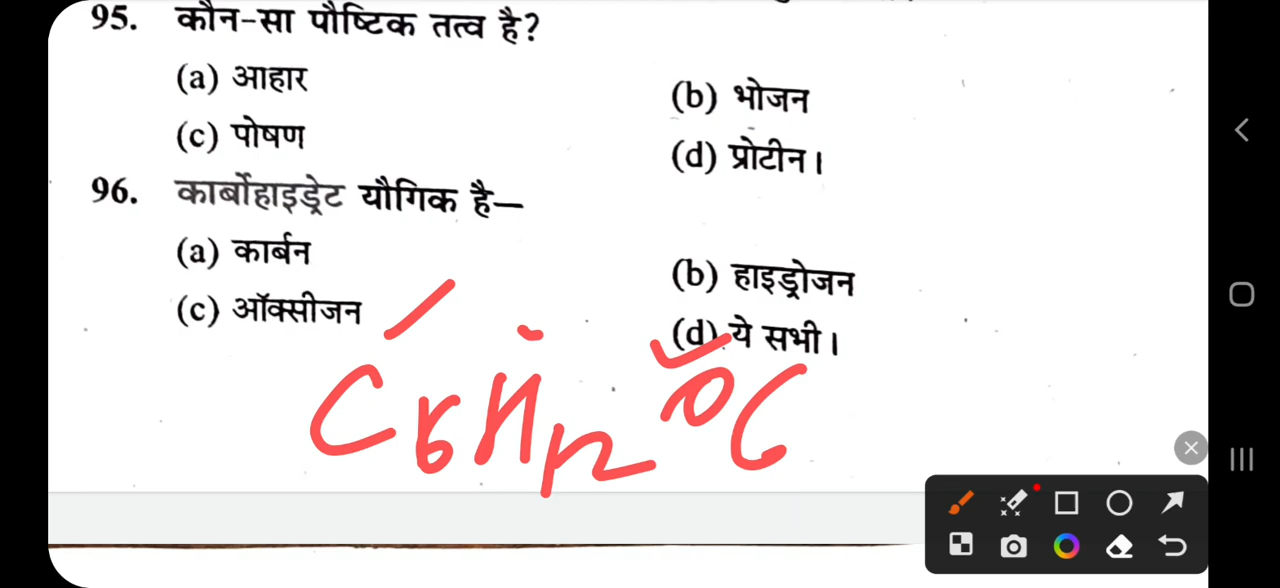 95. कौन-सा पौष्टिक तत्व है?
(a) आहार
(b) भोजन
(c) पोषण
(d) प्रोटीन।
96. कार्बोहाइड्रेट यौगिक है—
(a) कार्बन
(b) हाइड्रोजन
(c) ऑक्सीजन
(d) ये सभी।
C6H12O6